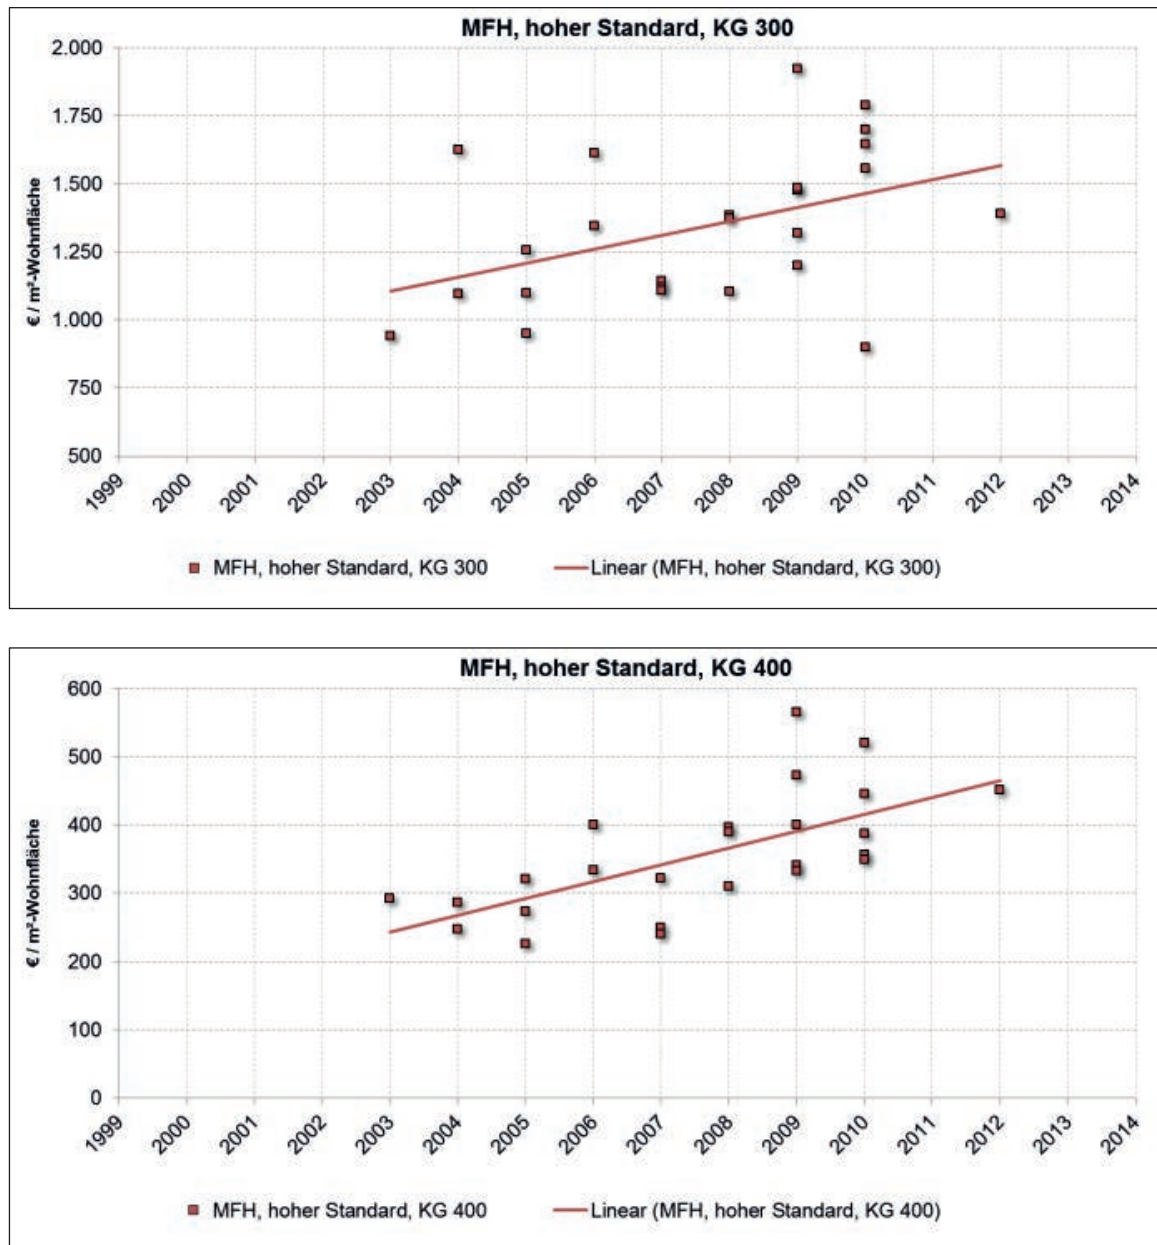 MFH, hoher Standard, KG 300
2.000
1.750
1.500
1.250
1.000
750
500
€ / m²-Wohnfläche
1999 2000 2001 2002 2003 2004 2005 2006 2007 2008 2009 2010 2011 2012 2013 2014
MFH, hoher Standard, KG 300 Linear (MFH, hoher Standard, KG 300)
MFH, hoher Standard, KG 400
600
500
400
300
200
100
0
€ / m²-Wohnfläche
1999 2000 2001 2002 2003 2004 2005 2006 2007 2008 2009 2010 2011 2012 2013 2014
MFH, hoher Standard, KG 400 Linear (MFH, hoher Standard, KG 400)